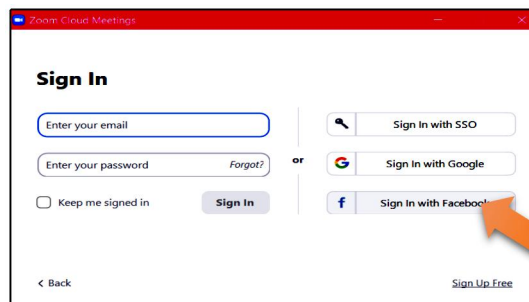 Zoom Cloud Meetings
Sign In
Enter your email
Enter your password Forgot?
Keep me signed in Sign In
or
Sign In with SSO
Sign In with Google
f Sign In with Facebook
< Back
Sign Up Free